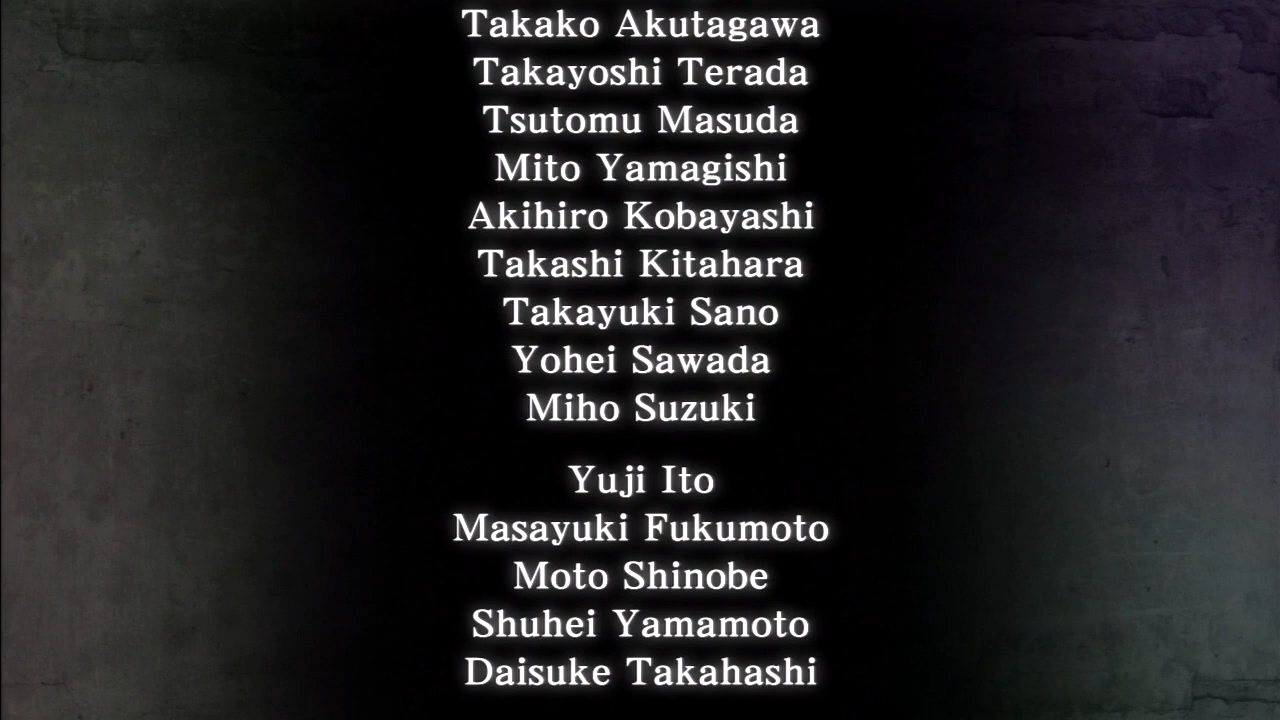 Takako Akutagawa
Takayoshi Terada
Tsutomu Masuda
Mito Yamagishi
Akihiro Kobayashi
Takashi Kitahara
Takayuki Sano
Yohei Sawada
Miho Suzuki
Yuji Ito
Masayuki Fukumoto
Moto Shinobe
Shuhei Yamamoto
Daisuke Takahashi